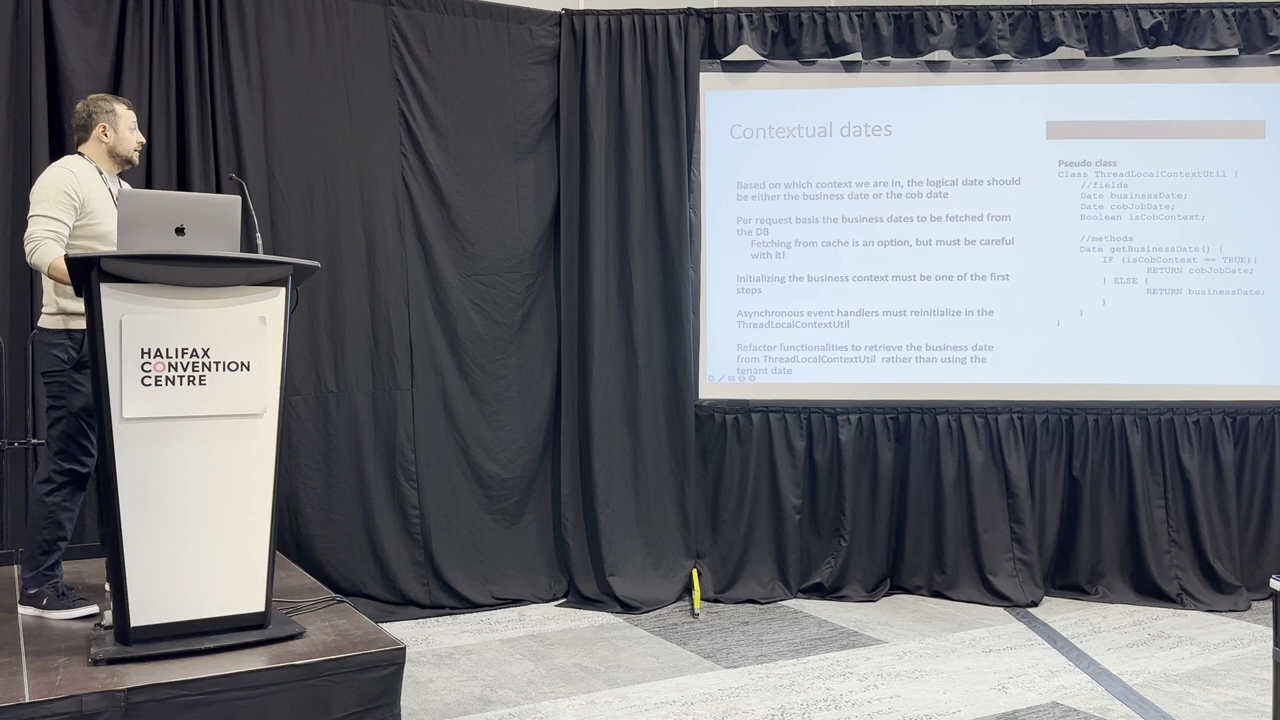 HALIFAX
CONVENTION
CENTRE
Contextual dates
Based on which context we are in, the logical date should
be either the business date or the cob date
Per request basis the business dates to be fetched from
the DB
Fetching from cache is an option, but must be careful
with it!
Initializing the business context must be one of the first
steps
Asynchronous event handlers must reinitialize in the
ThreadLocalContextUtil
Refactor functionalities to retrieve the business date
from ThreadLocalContextUtil rather than using the
tenant date
Pseudo class
Class ThreadLocalContextUtil {
//fields
Date businessDate;
Date cobJobDate;
Boolean isCobContext;
//methods
Date getBusinessDate() {
IF (isCobContext == TRUE){
RETURN cobJobDate;
} ELSE {
RETURN businessDate;
}
}
}